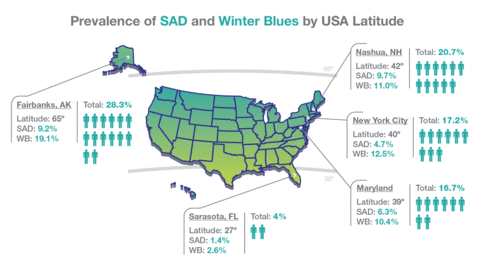 Prevalence of SAD and Winter Blues by USA Latitude
Nashua, NH
Total: 20.7%
Latitude: 42°
SAD: 9.7%
WB: 11.0%
Fairbanks, AK
Total: 28.3%
Latitude: 65°
SAD: 9.2%
WB: 19.1%
New York City
Total: 17.2%
Latitude: 40°
SAD: 4.7%
WB: 12.5%
30°
Maryland
Total: 16.7%
Latitude: 39°
SAD: 6.3%
WB: 10.4%
Sarasota, FL
Total: 4%
Latitude: 27°
SAD: 1.4%
WB: 2.6%